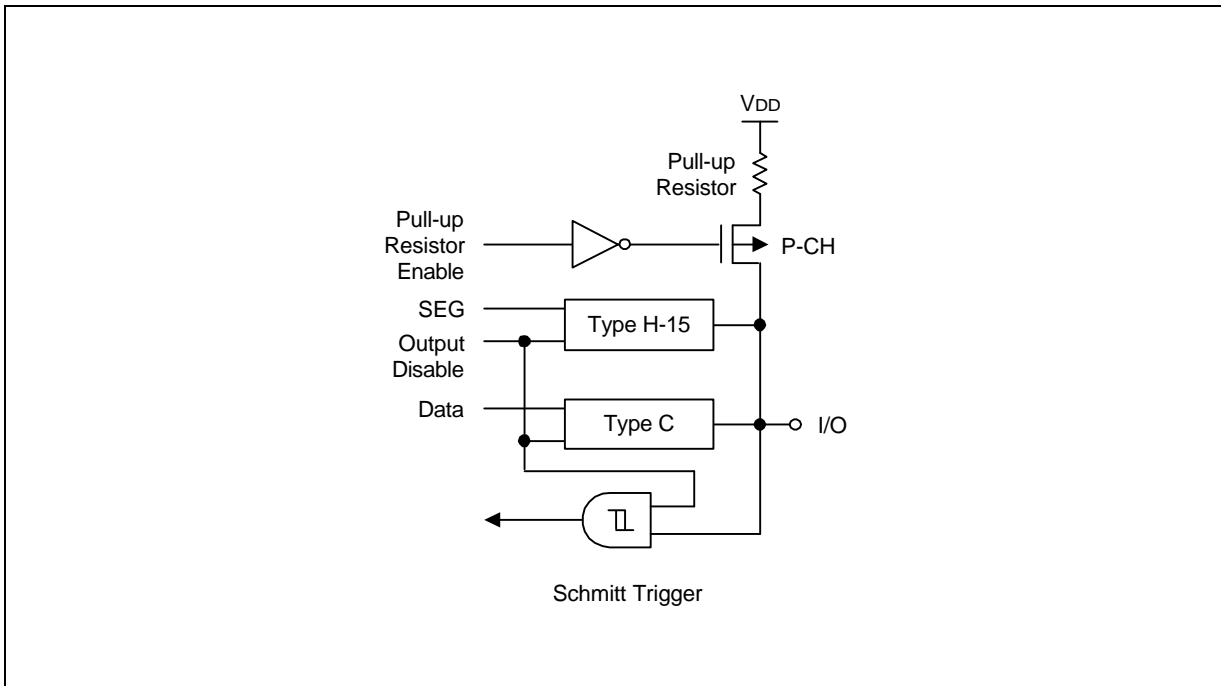 VDD
Pull-up
Resistor
Pull-up
Resistor
Enable
P-CH
SEG
Type H-15
Output
Disable
Data
Type C
I/O
Schmitt Trigger